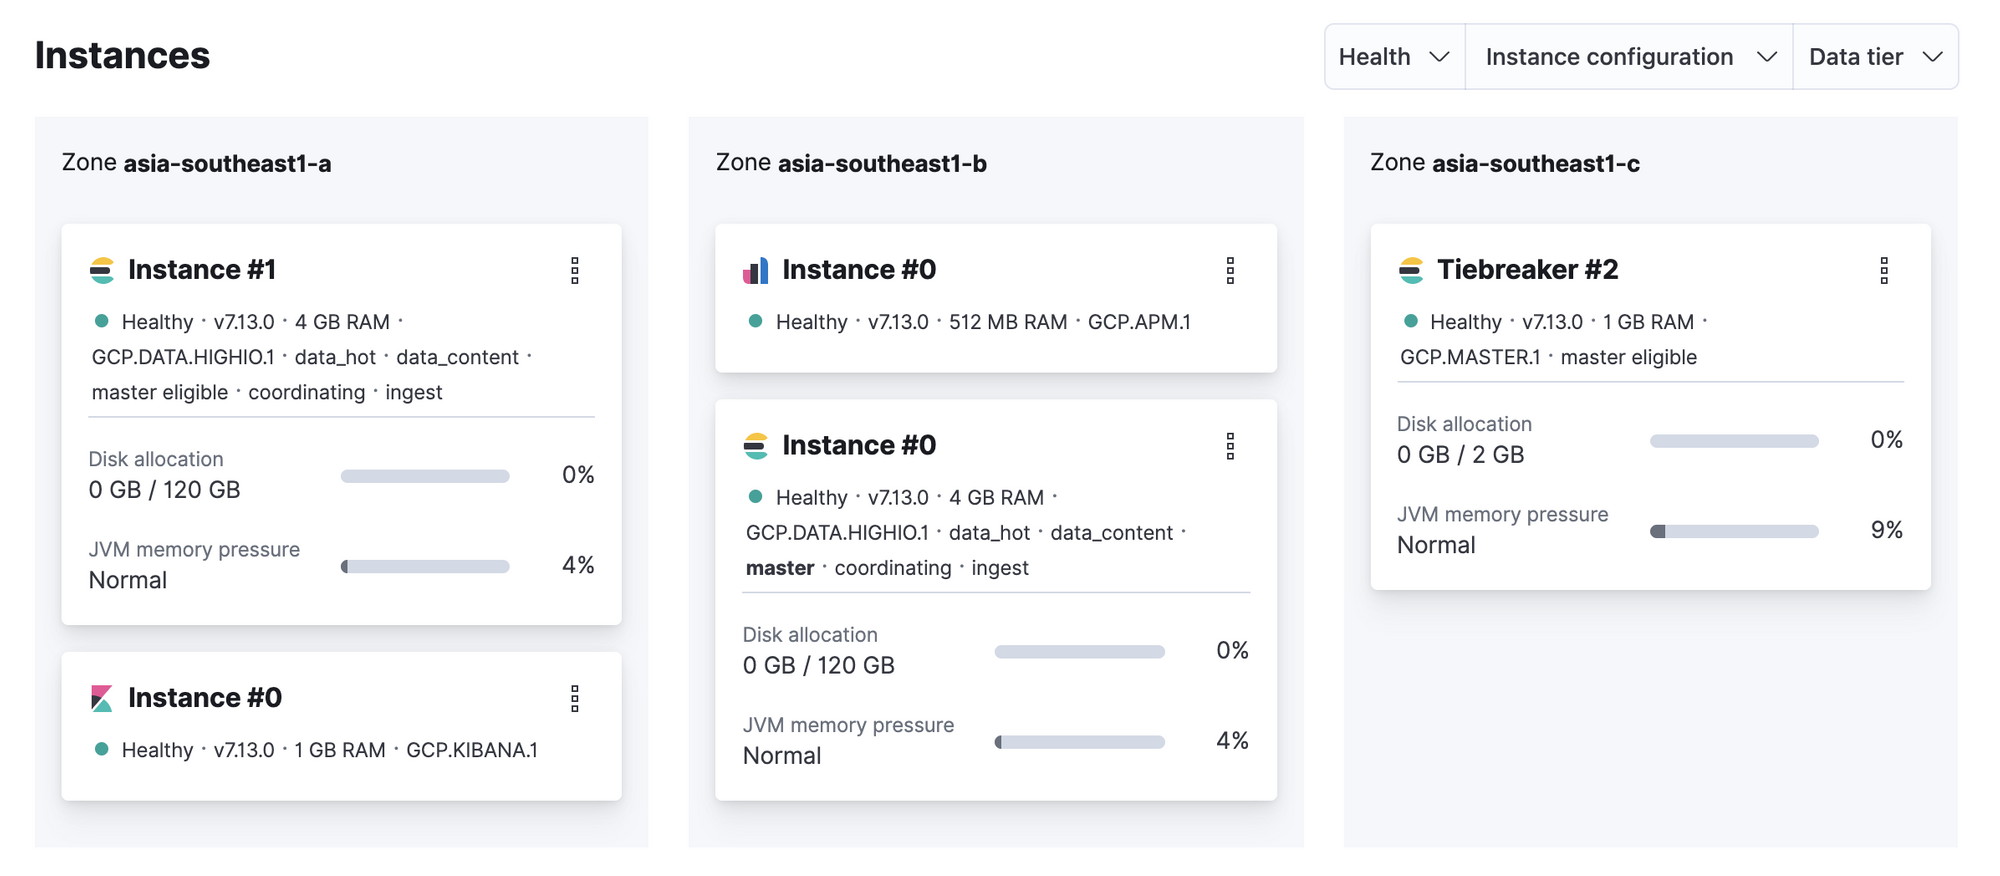 Instances
Health
Instance configuration
Data tier
Zone asia-southeast1-a
Instance #1
Healthy · v7.13.0 · 4 GB RAM ·
GCP.DATA.HIGHIO.1 · data_hot · data_content ·
master eligible · coordinating · ingest
Disk allocation
0 GB / 120 GB
0%
JVM memory pressure
Normal
4%
Instance #0
Healthy · v7.13.0 · 1 GB RAM · GCP.KIBANA.1
Zone asia-southeast1-b
Instance #0
Healthy · v7.13.0 · 512 MB RAM · GCP.APM.1
Instance #0
Healthy · v7.13.0 · 4 GB RAM ·
GCP.DATA.HIGHIO.1 · data_hot · data_content ·
master · coordinating · ingest
Disk allocation
0 GB / 120 GB
0%
JVM memory pressure
Normal
4%
Zone asia-southeast1-c
Tiebreaker #2
Healthy · v7.13.0 · 1 GB RAM ·
GCP.MASTER.1 · master eligible
Disk allocation
0 GB / 2 GB
0%
JVM memory pressure
Normal
9%